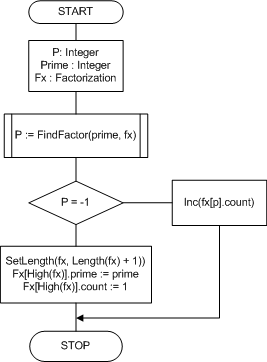 START
P: Integer
Prime : Integer
Fx : Factorization
P := FindFactor(prime, fx)
P = -1
Inc(fx[p].count)
SetLength(fx, Length(fx) + 1))
Fx[High(fx)].prime := prime
Fx[High(fx)].count := 1
STOP